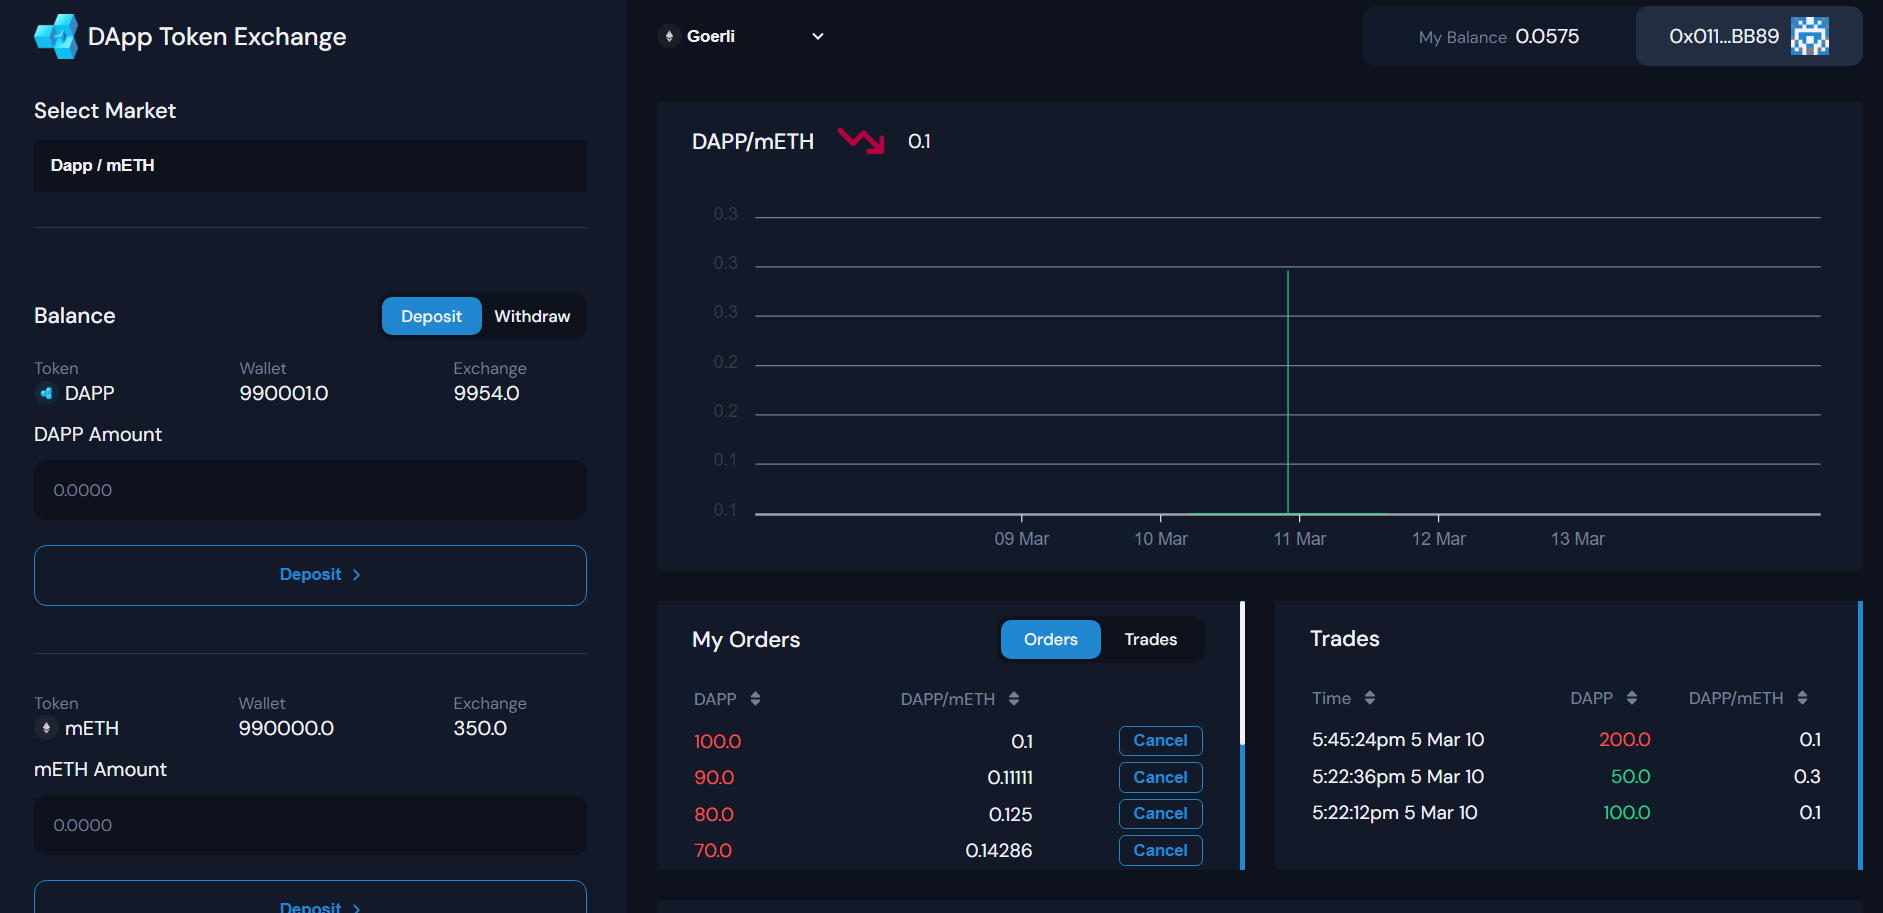 DApp Token Exchange
Select Market
Dapp / mETH
Balance
Deposit Withdraw
Token Wallet Exchange
DAPP 990001.0 9954.0
DAPP Amount
0.0000
Deposit
Token Wallet Exchange
mETH 990000.0 350.0
mETH Amount
0.0000
Deposit
Goerli
My Balance 0.0575
0x011...BB89
DAPP/mETH 0.1
0.3
0.3
0.3
0.2
0.2
0.1
0.1
09 Mar 10 Mar 11 Mar 12 Mar 13 Mar
My Orders
Orders Trades
DAPP DAPP/mETH
100.0 0.1 Cancel
90.0 0.11111 Cancel
80.0 0.125 Cancel
70.0 0.14286 Cancel
Trades
Time DAPP DAPP/mETH
5:45:24pm 5 Mar 10 200.0 0.1
5:22:36pm 5 Mar 10 50.0 0.3
5:22:12pm 5 Mar 10 100.0 0.1